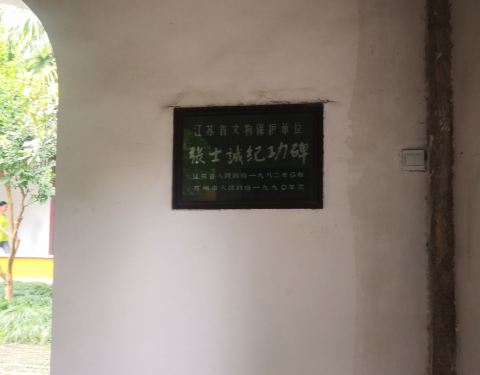 江苏省文物保护单位
张士誠纪功碑
江苏省人民政府一九八二年公布
苏州市人民政府一九九〇年立